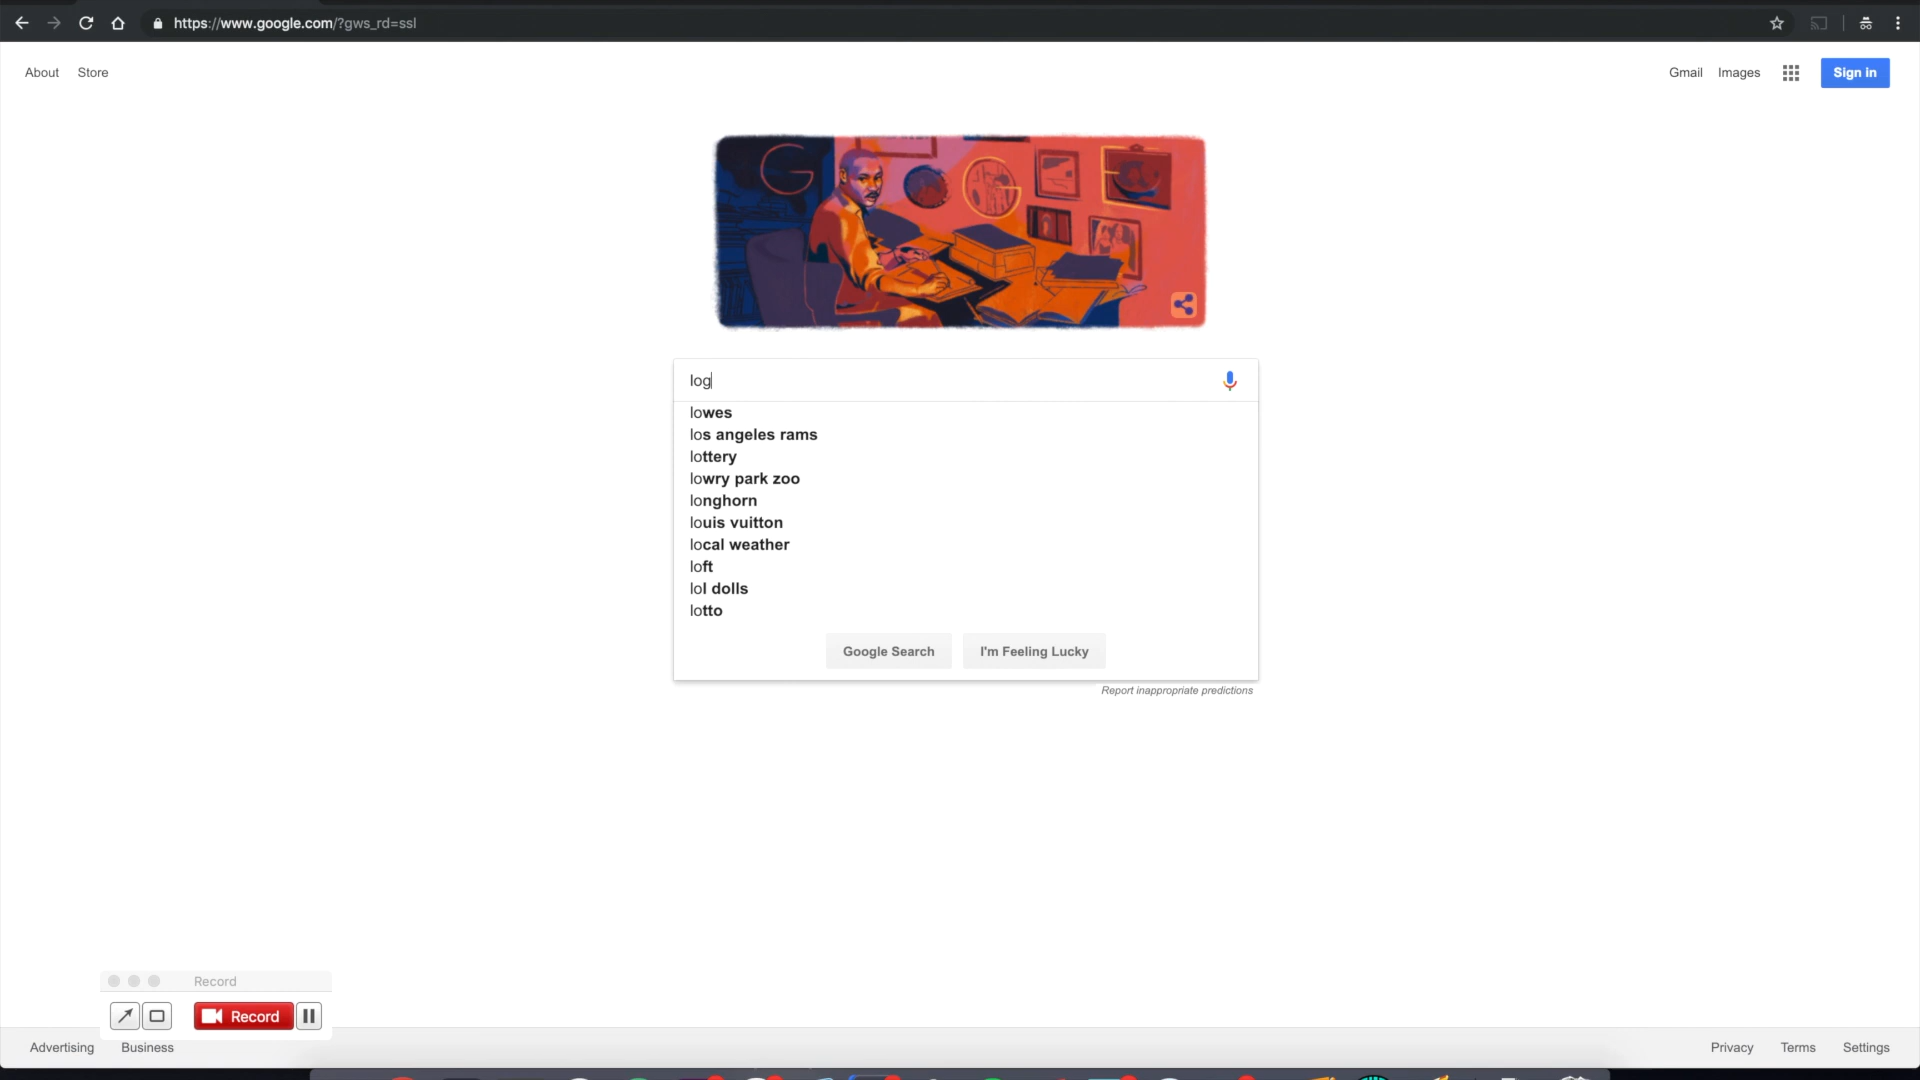 https://www.google.com/?gws_rd=ssl
About Store
Gmail Images Sign in
log
lowes
los angeles rams
lottery
lowry park zoo
longhorn
louis vuitton
local weather
loft
lol dolls
lotto
Google Search I'm Feeling Lucky
Report inappropriate predictions
Record
Record
Advertising Business
Privacy Terms Settings